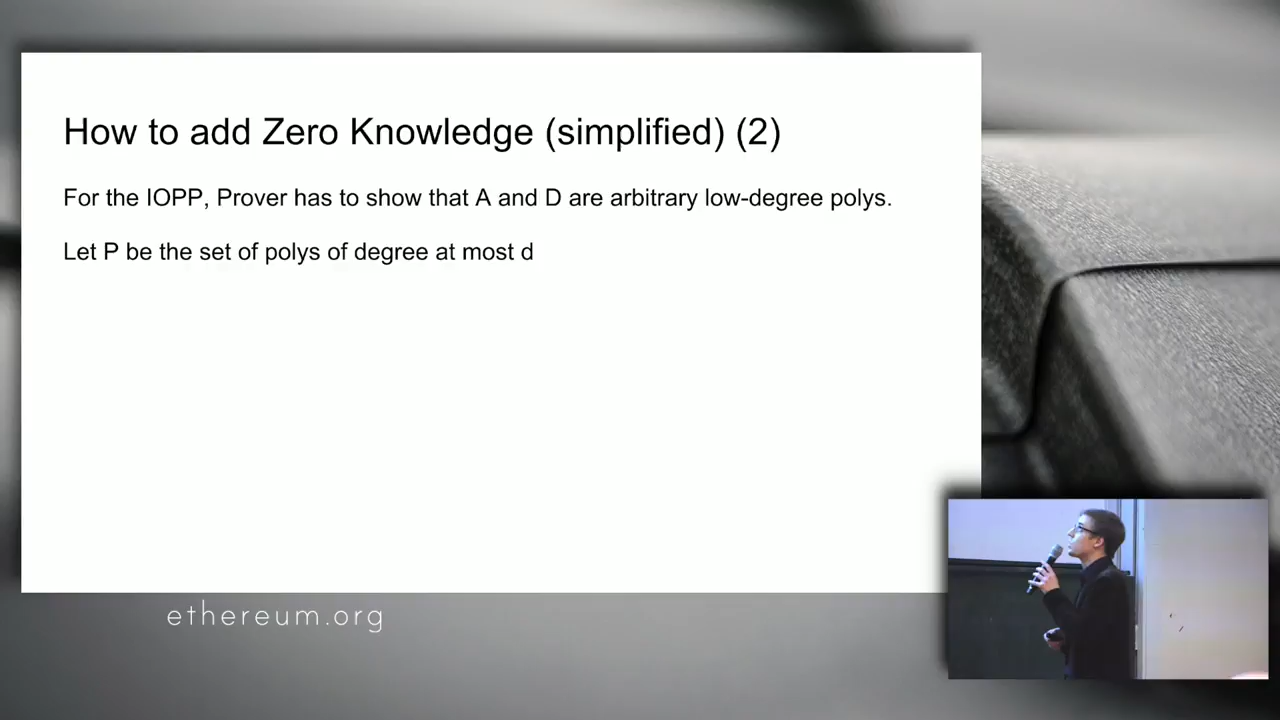 How to add Zero Knowledge (simplified) (2)
For the IOPP, Prover has to show that A and D are arbitrary low-degree polys.
Let P be the set of polys of degree at most d
ethereum.org